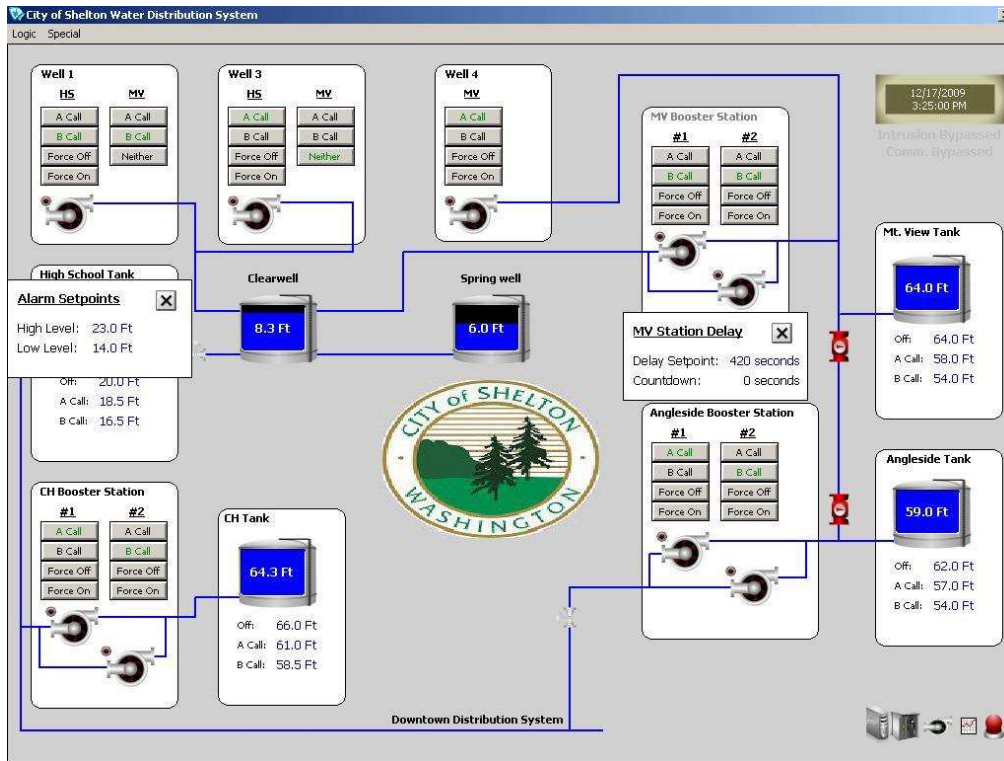 City of Shelton Water Distribution System
Logic Special
Well 1
HS MV
A Call A Call
B Call B Call
Force Off Neither
Force On
Well 3
HS MV
A Call A Call
B Call B Call
Force Off Neither
Force On
Well 4
MV
A Call
B Call
Force Off
Force On
MV Booster Station
#1 #2
A Call A Call
B Call B Call
Force Off Force Off
Force On Force On
12/17/2009
3:25:00 PM
Intrusion Bypassed
Comm. Bypassed
High School Tank
Alarm Setpoints
High Level: 23.0 Ft
Low Level: 14.0 Ft
Off: 20.0 Ft
A Call: 18.5 Ft
B Call: 16.5 Ft
Clearwell
8.3 Ft
Spring well
6.0 Ft
MV Station Delay
Delay Setpoint: 420 seconds
Countdown: 0 seconds
Mt. View Tank
64.0 Ft
Off: 64.0 Ft
A Call: 58.0 Ft
B Call: 54.0 Ft
CITY of SHELTON
WASHINGTON
Angleside Booster Station
#1 #2
A Call A Call
B Call B Call
Force Off Force Off
Force On Force On
Angleside Tank
59.0 Ft
Off: 62.0 Ft
A Call: 57.0 Ft
B Call: 54.0 Ft
CH Booster Station
#1 #2
A Call A Call
B Call B Call
Force Off Force Off
Force On Force On
CH Tank
64.3 Ft
Off: 66.0 Ft
A Call: 61.0 Ft
B Call: 58.5 Ft
Downtown Distribution System